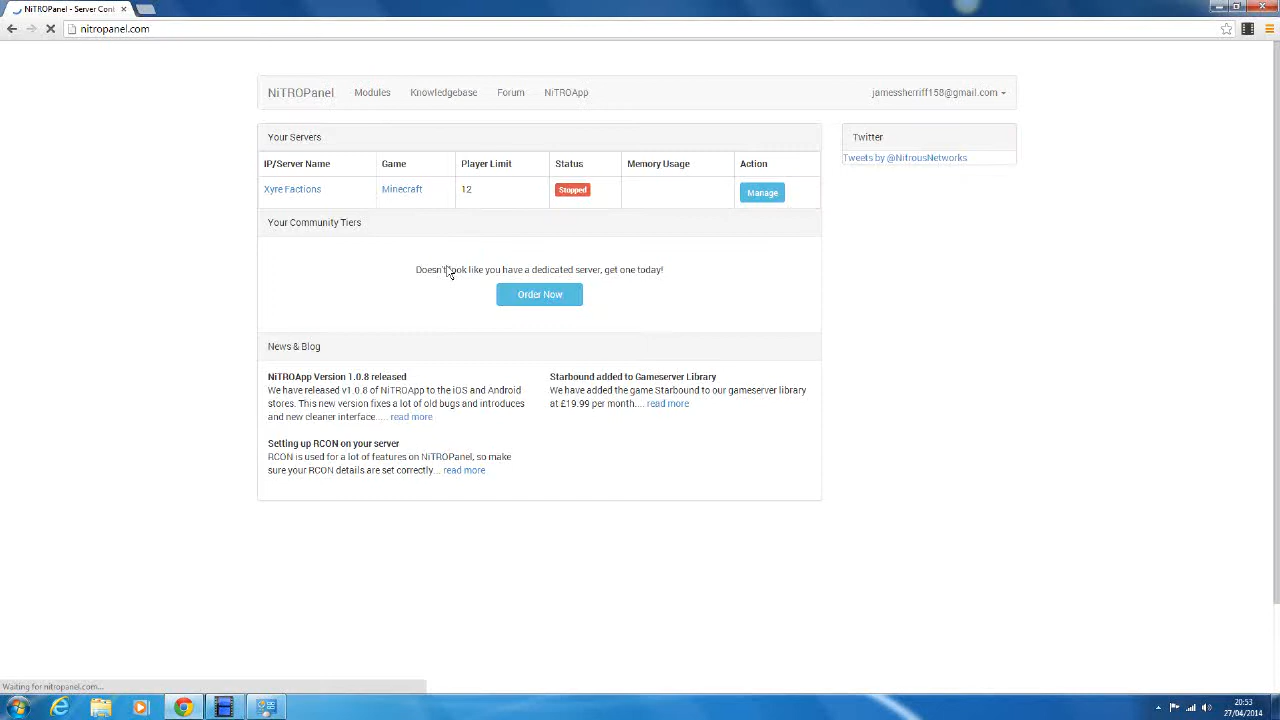 NiTROPanel - Server Cont
nitropanel.com
NiTROPanel Modules Knowledgebase Forum NiTROApp jamessherriff158@gmail.com
Your Servers
IP/Server Name Game Player Limit Status Memory Usage Action
Xyre Factions Minecraft 12 Stopped Manage
Your Community Tiers
Doesn't look like you have a dedicated server, get one today!
Order Now
News & Blog
NiTROApp Version 1.0.8 released
We have released v1.0.8 of NiTROApp to the iOS and Android
stores. This new version fixes a lot of old bugs and introduces
and new cleaner interface..... read more
Setting up RCON on your server
RCON is used for a lot of features on NiTROPanel, so make
sure your RCON details are set correctly... read more
Starbound added to Gameserver Library
We have added the game Starbound to our gameserver library
at £19.99 per month.... read more
Twitter
Tweets by @NitrousNetworks
Waiting for nitropanel.com...
20:53
27/04/2014